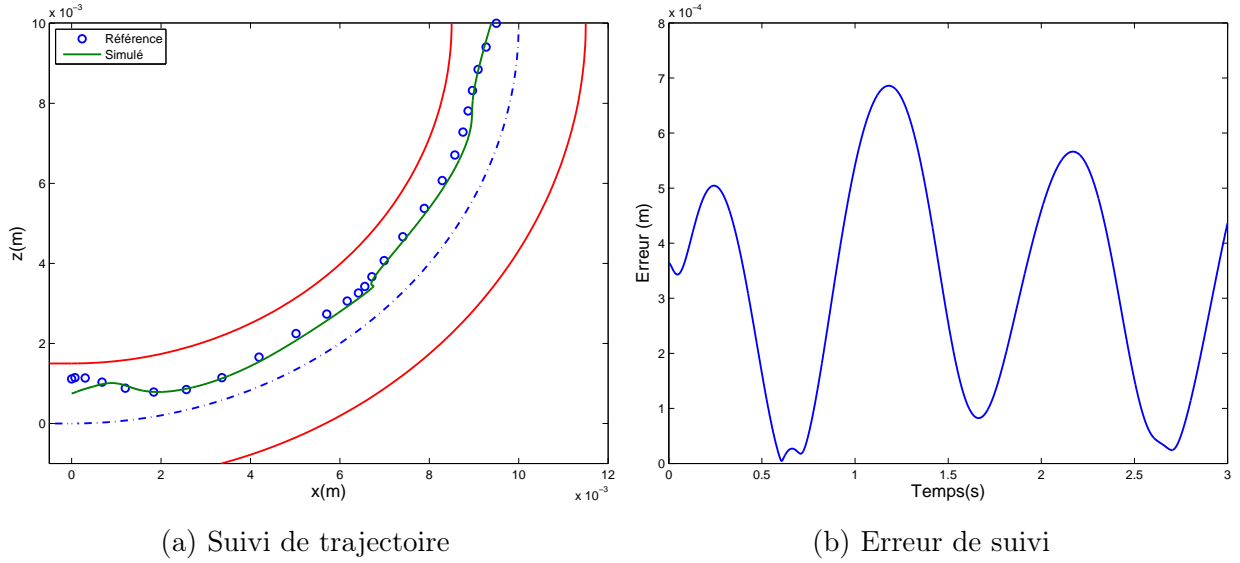 x 10⁻³
10
8
6
4
2
0
z(m)
Référence
Simulé
0
2
4
6
8
10
12
x(m)
x 10⁻³
(a) Suivi de trajectoire
x 10⁻⁴
8
7
6
5
4
3
2
1
0
Erreur (m)
0
0.5
1
1.5
2
2.5
3
Temps(s)
(b) Erreur de suivi